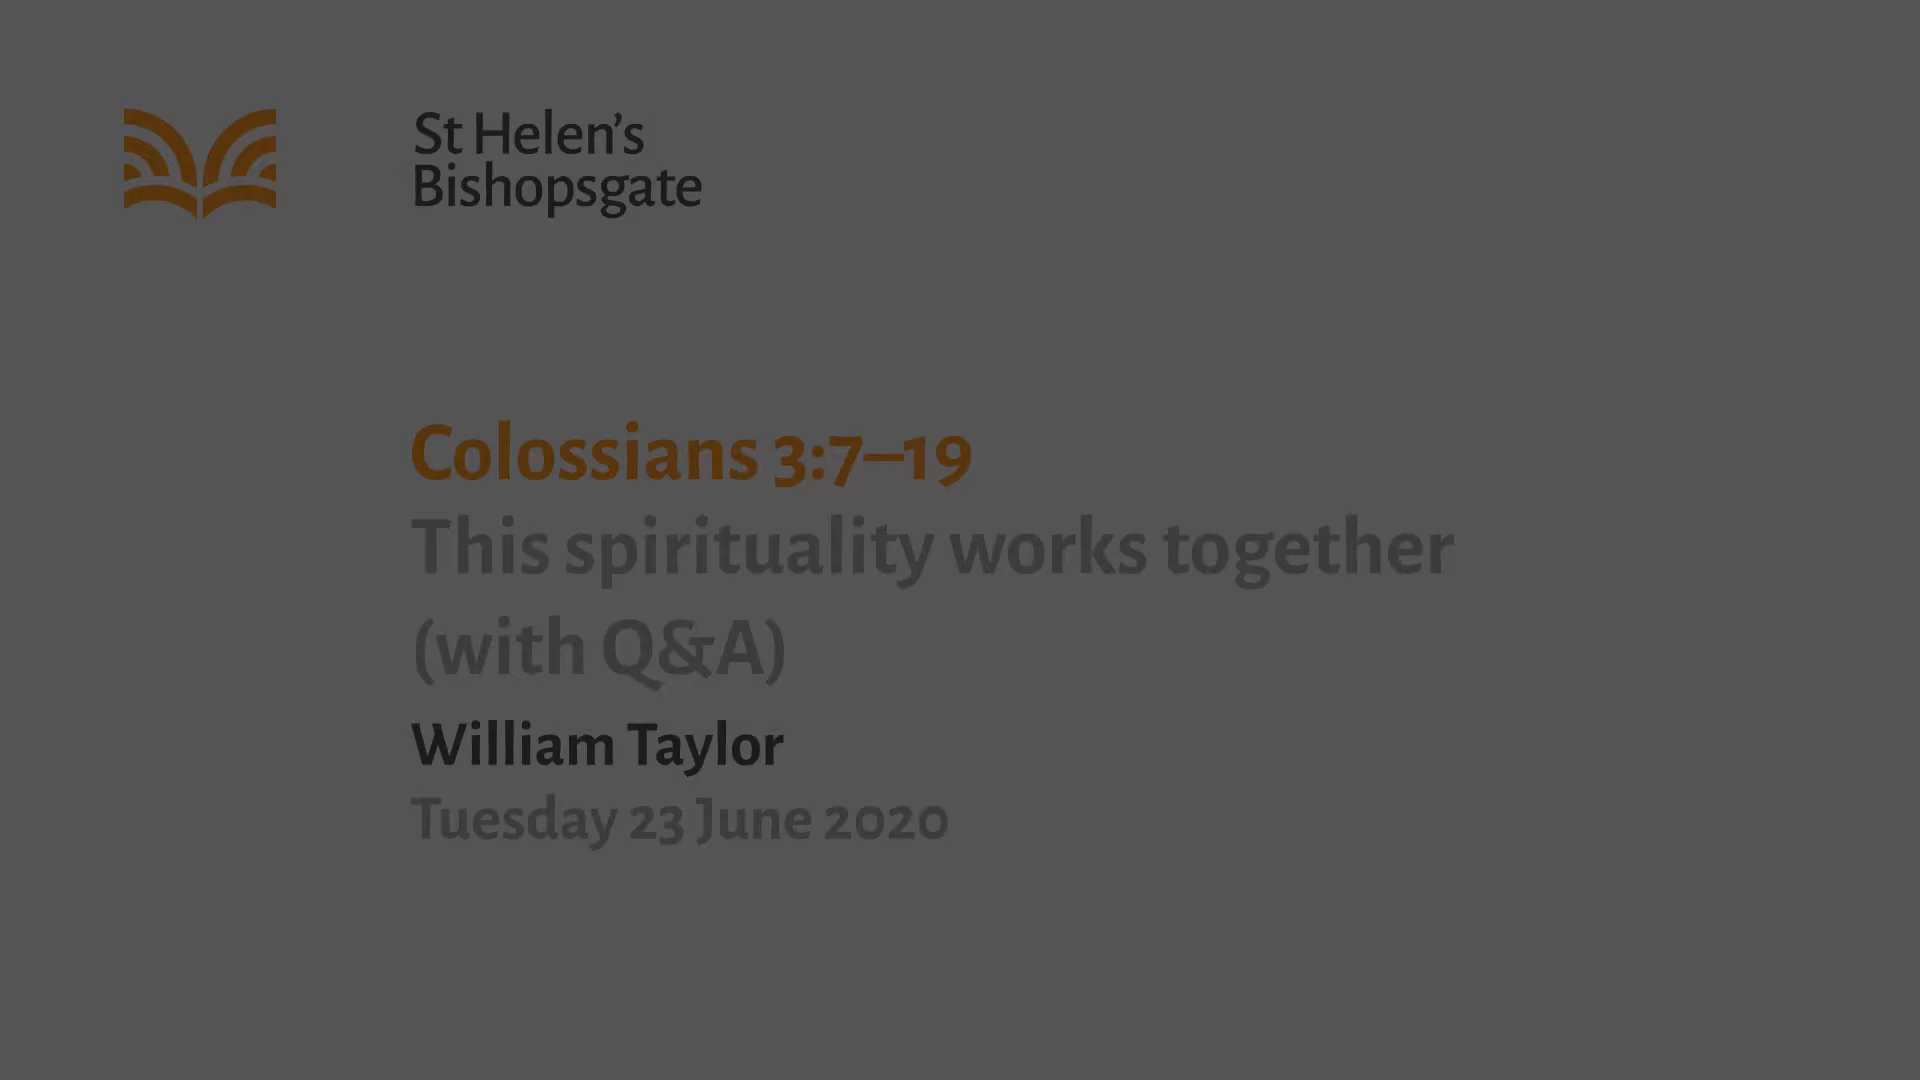 St Helen’s
Bishopsgate
Colossians 3:7–19
This spirituality works together
(with Q&A)
William Taylor
Tuesday 23 June 2020